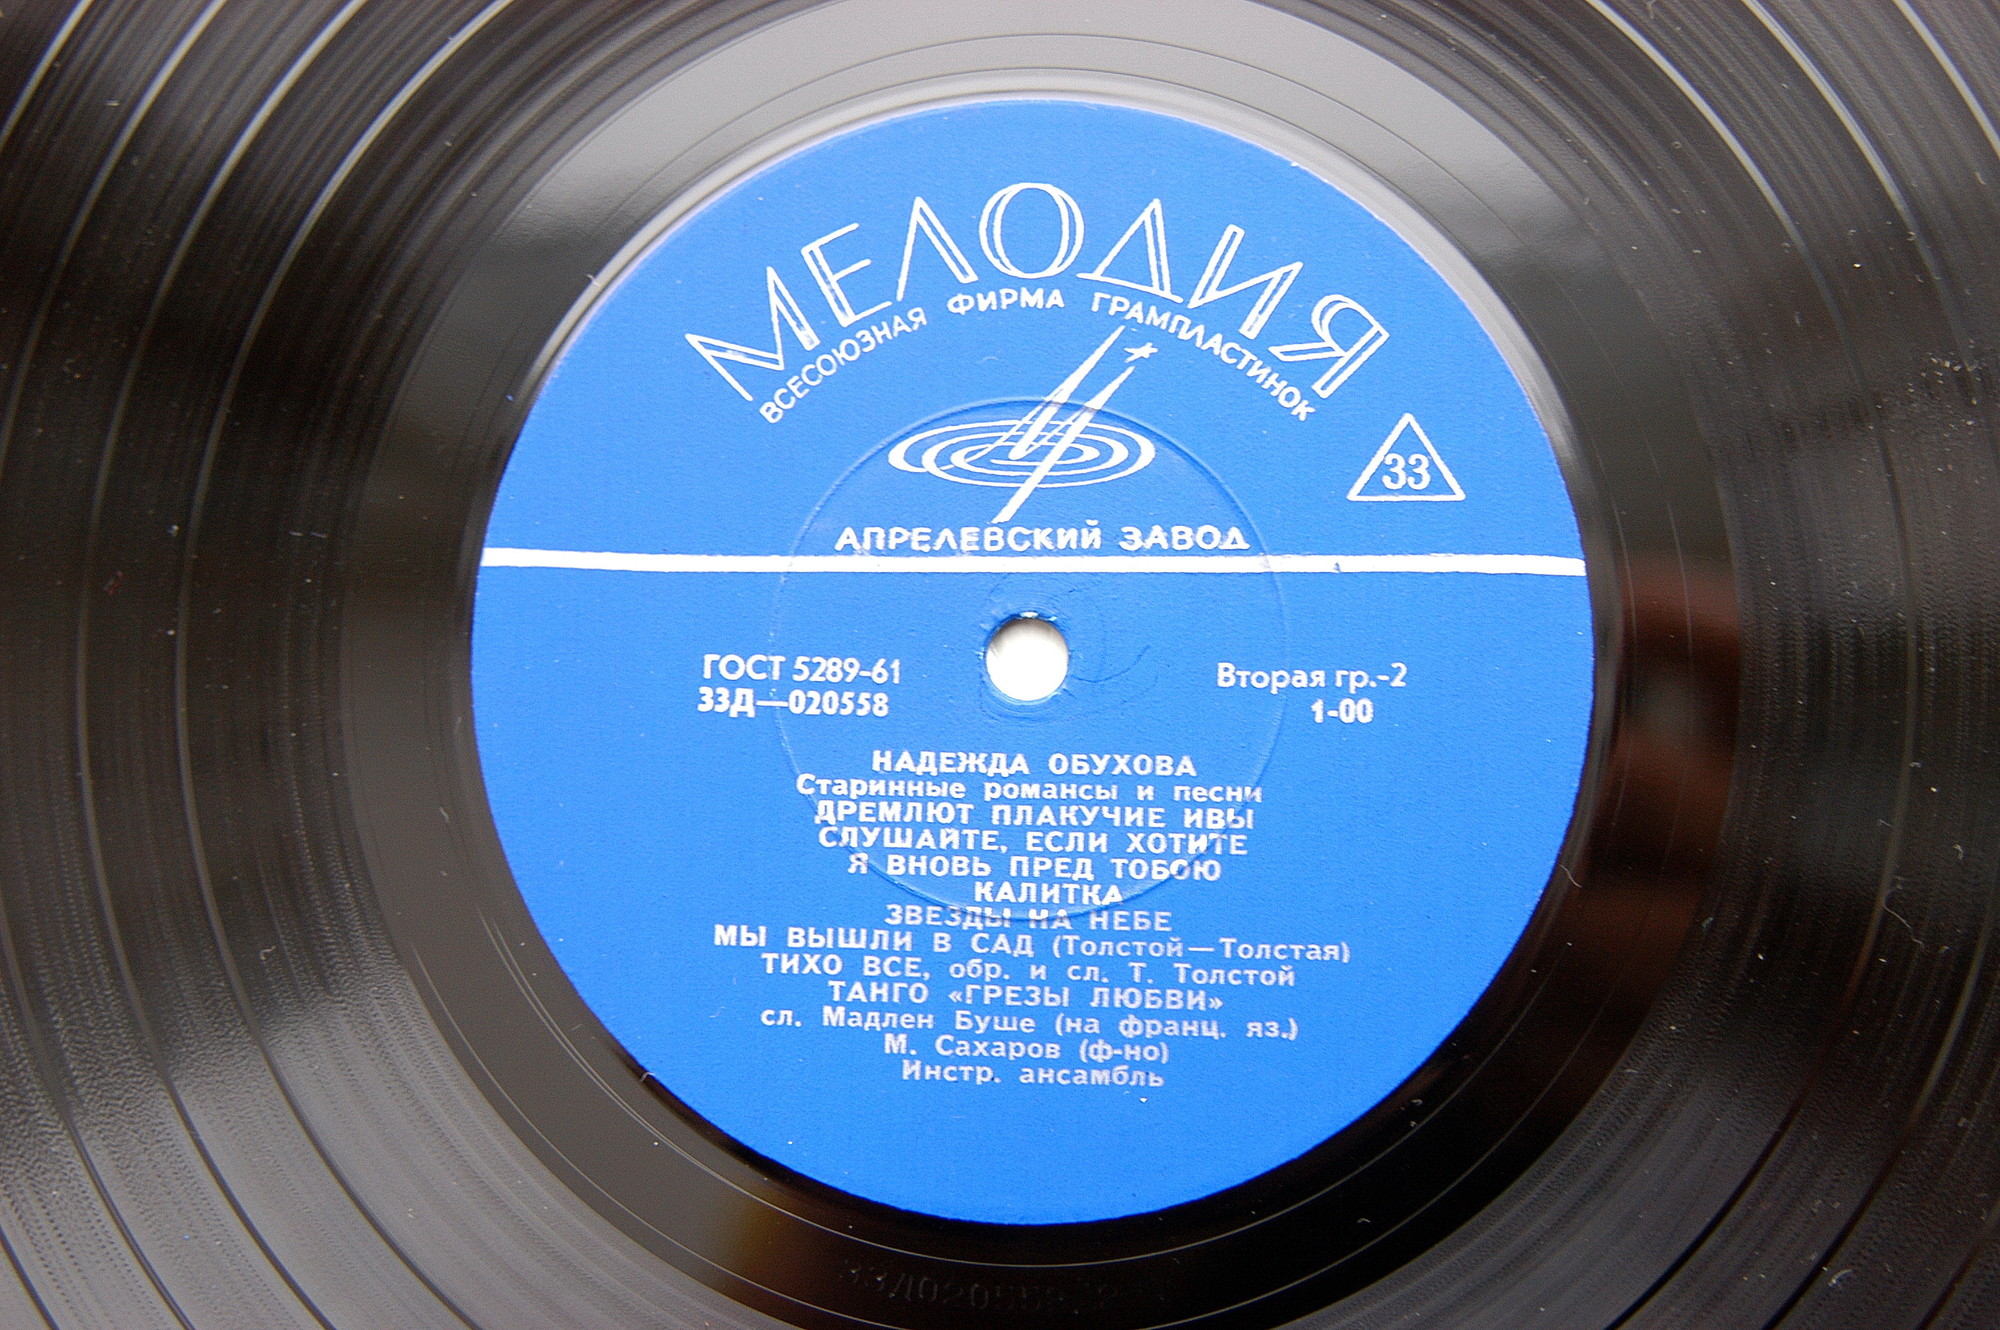 МЕЛОДИЯ
ВСЕСОЮЗНАЯ ФИРМА ГРАМПЛАСТИНОК
33
АПРЕЛЕВСКИЙ ЗАВОД
ГОСТ 5289-61
33Д—020558
Вторая гр.-2
1-00
НАДЕЖДА ОБУХОВА
Старинные романсы и песни
ДРЕМЛЮТ ПЛАКУЧИЕ ИВЫ
СЛУШАЙТЕ, ЕСЛИ ХОТИТЕ
Я ВНОВЬ ПРЕД ТОБОЮ
КАЛИТКА
ЗВЕЗДЫ НА НЕБЕ
МЫ ВЫШЛИ В САД (Толстой—Толстая)
ТИХО ВСЕ, обр. и сл. Т. Толстой
ТАНГО «ГРЕЗЫ ЛЮБВИ»
сл. Мадлен Буше (на франц. яз.)
М. Сахаров (ф-но)
Инстр. ансамбль